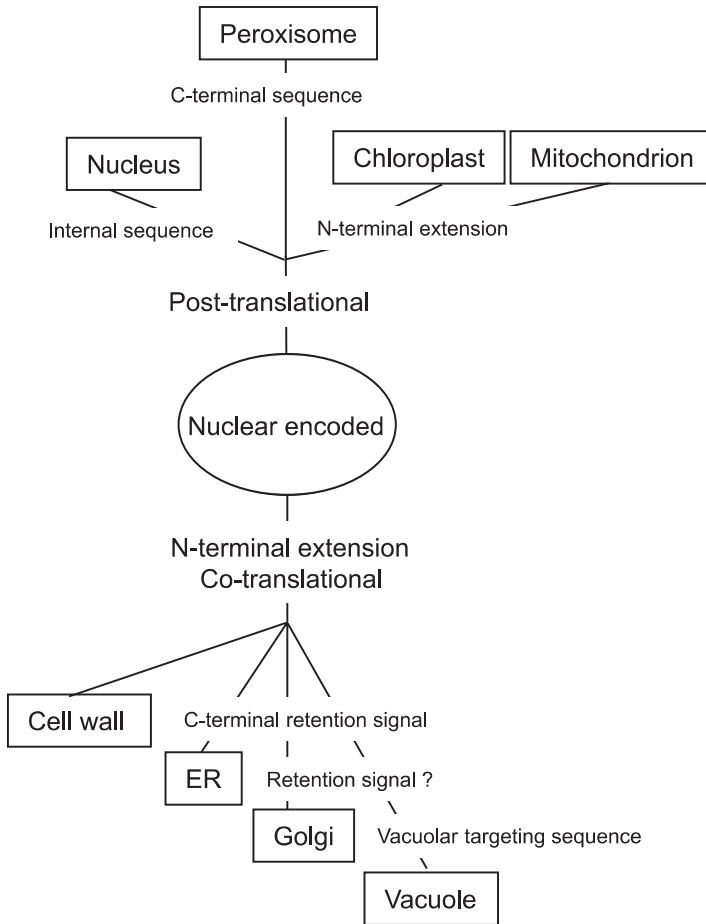 Peroxisome
C-terminal sequence
Chloroplast
Mitochondrion
Nucleus
Internal sequence
N-terminal extension
Post-translational
Nuclear encoded
N-terminal extension
Co-translational
Cell wall
C-terminal retention signal
ER
Retention signal ?
Golgi
Vacuolar targeting sequence
Vacuole